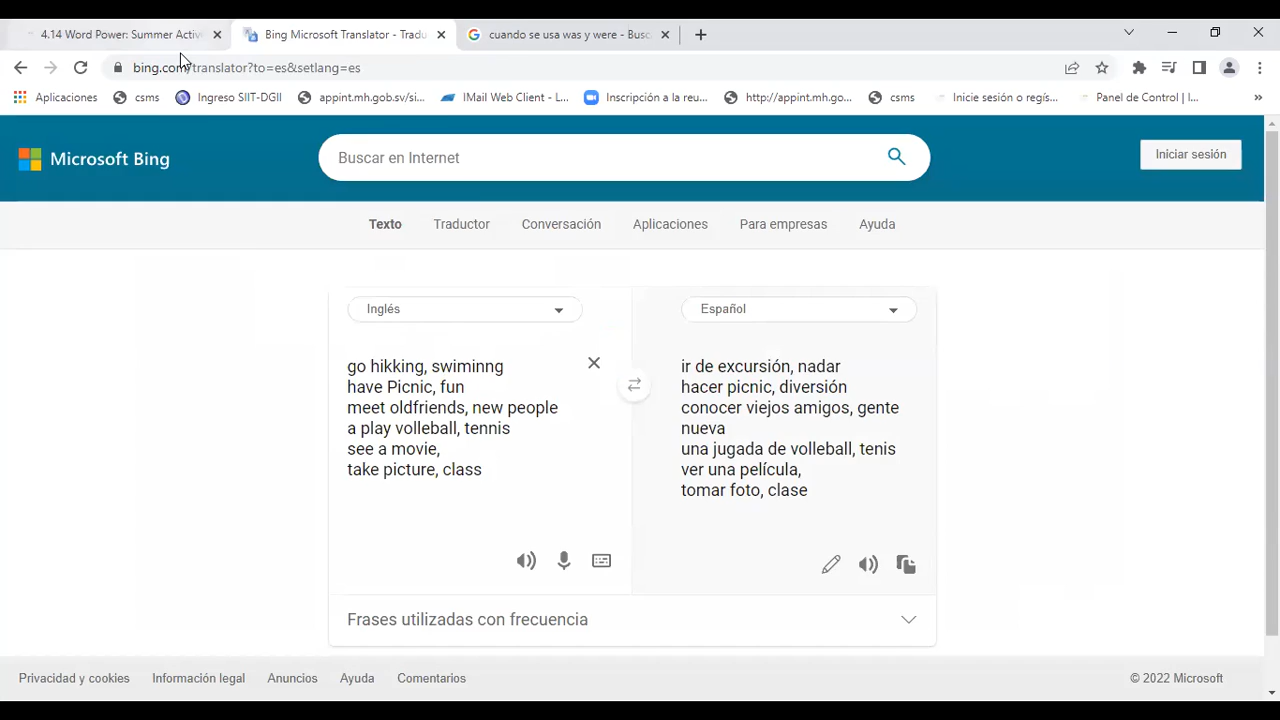 4.14 Word Power: Summer Activ
Bing Microsoft Translator - Tradu
cuando se usa was y were - Busc
bing.com/translator?to=es&setlang=es
Aplicaciones
csms
Ingreso SIIT-DGII
appint.mh.gob.sv/si...
IMail Web Client - I...
Inscripción a la reu...
http://appint.mh.go...
csms
Inicie sesión o regís...
Panel de Control | I...
»
Microsoft Bing
Buscar en Internet
Iniciar sesión
Texto
Traductor
Conversación
Aplicaciones
Para empresas
Ayuda
Inglés
Español
go hikking, swiminng
have Picnic, fun
meet oldfriends, new people
a play volleball, tennis
see a movie,
take picture, class
ir de excursión, nadar
hacer picnic, diversión
conocer viejos amigos, gente
nueva
una jugada de volleball, tenis
ver una película,
tomar foto, clase
Frases utilizadas con frecuencia
Privacidad y cookies
Información legal
Anuncios
Ayuda
Comentarios
© 2022 Microsoft